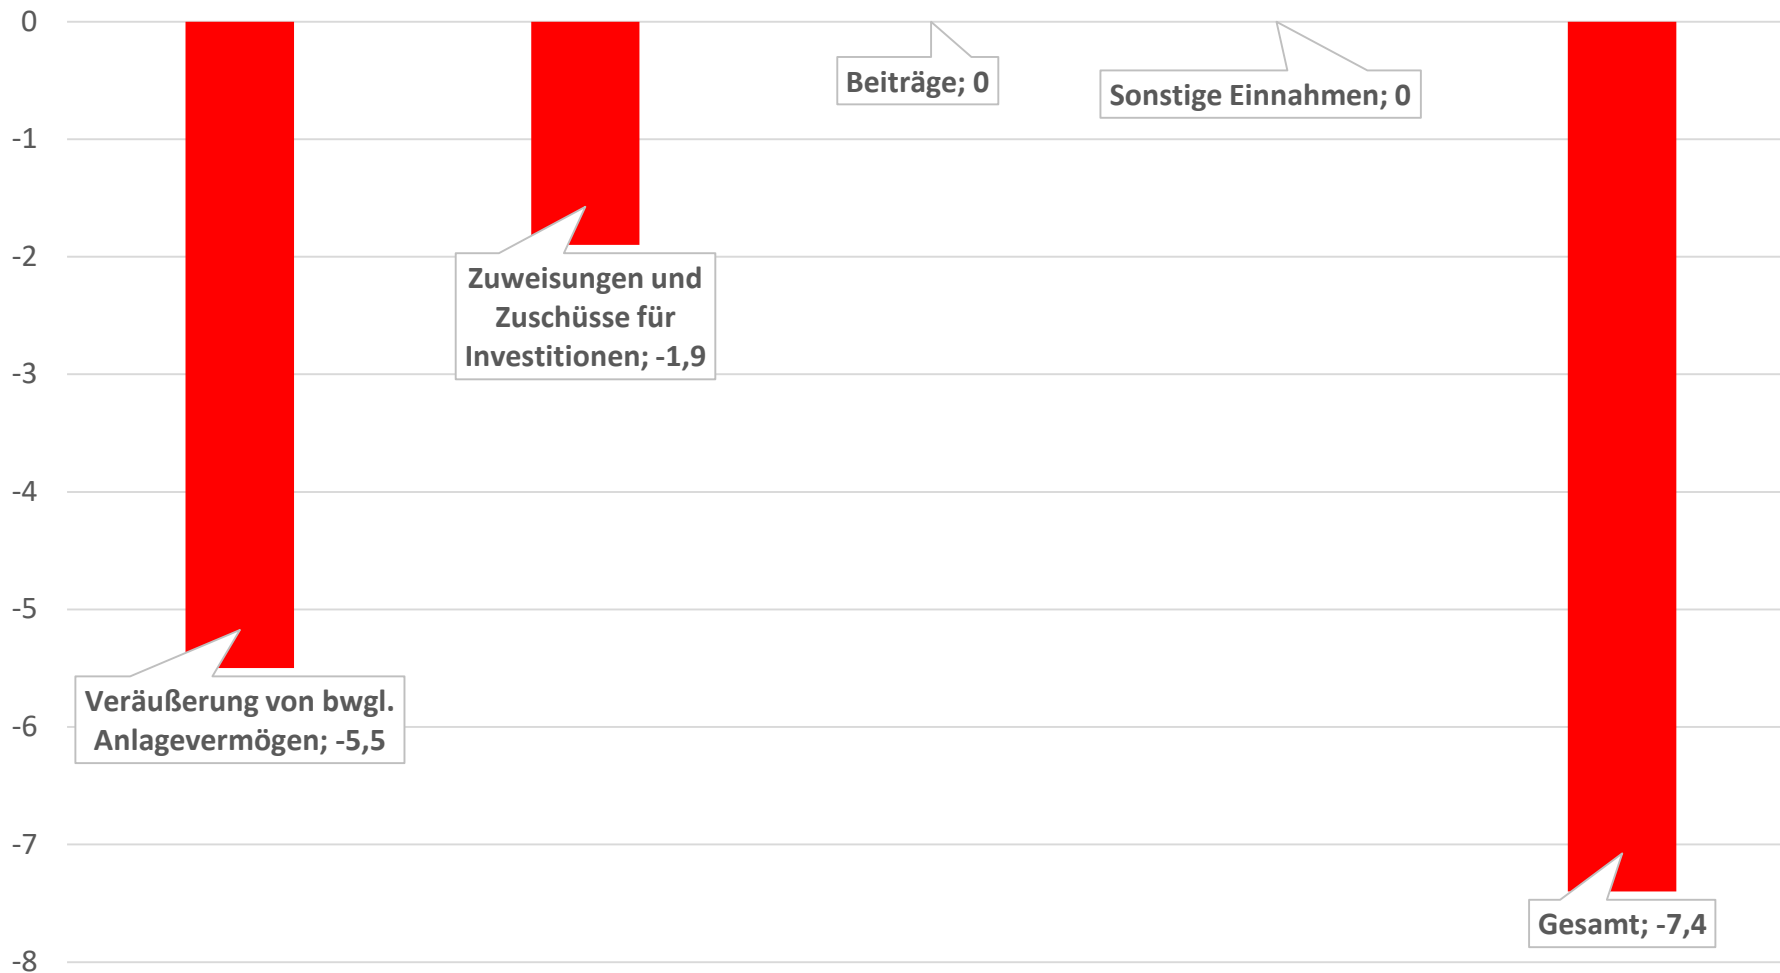 0
-1
-2
-3
-4
-5
-6
-7
-8
Veräußerung von bwgl.
Anlagevermögen; -5,5
Zuweisungen und
Zuschüsse für
Investitionen; -1,9
Beiträge; 0
Sonstige Einnahmen; 0
Gesamt; -7,4